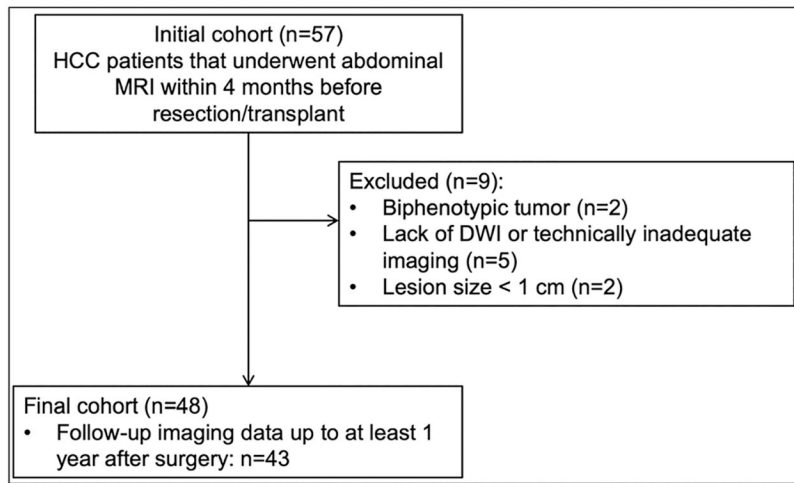 Initial cohort (n=57)
HCC patients that underwent abdominal
MRI within 4 months before
resection/transplant
Excluded (n=9):
• Biphenotypic tumor (n=2)
• Lack of DWI or technically inadequate
imaging (n=5)
• Lesion size < 1 cm (n=2)
Final cohort (n=48)
• Follow-up imaging data up to at least 1
year after surgery: n=43